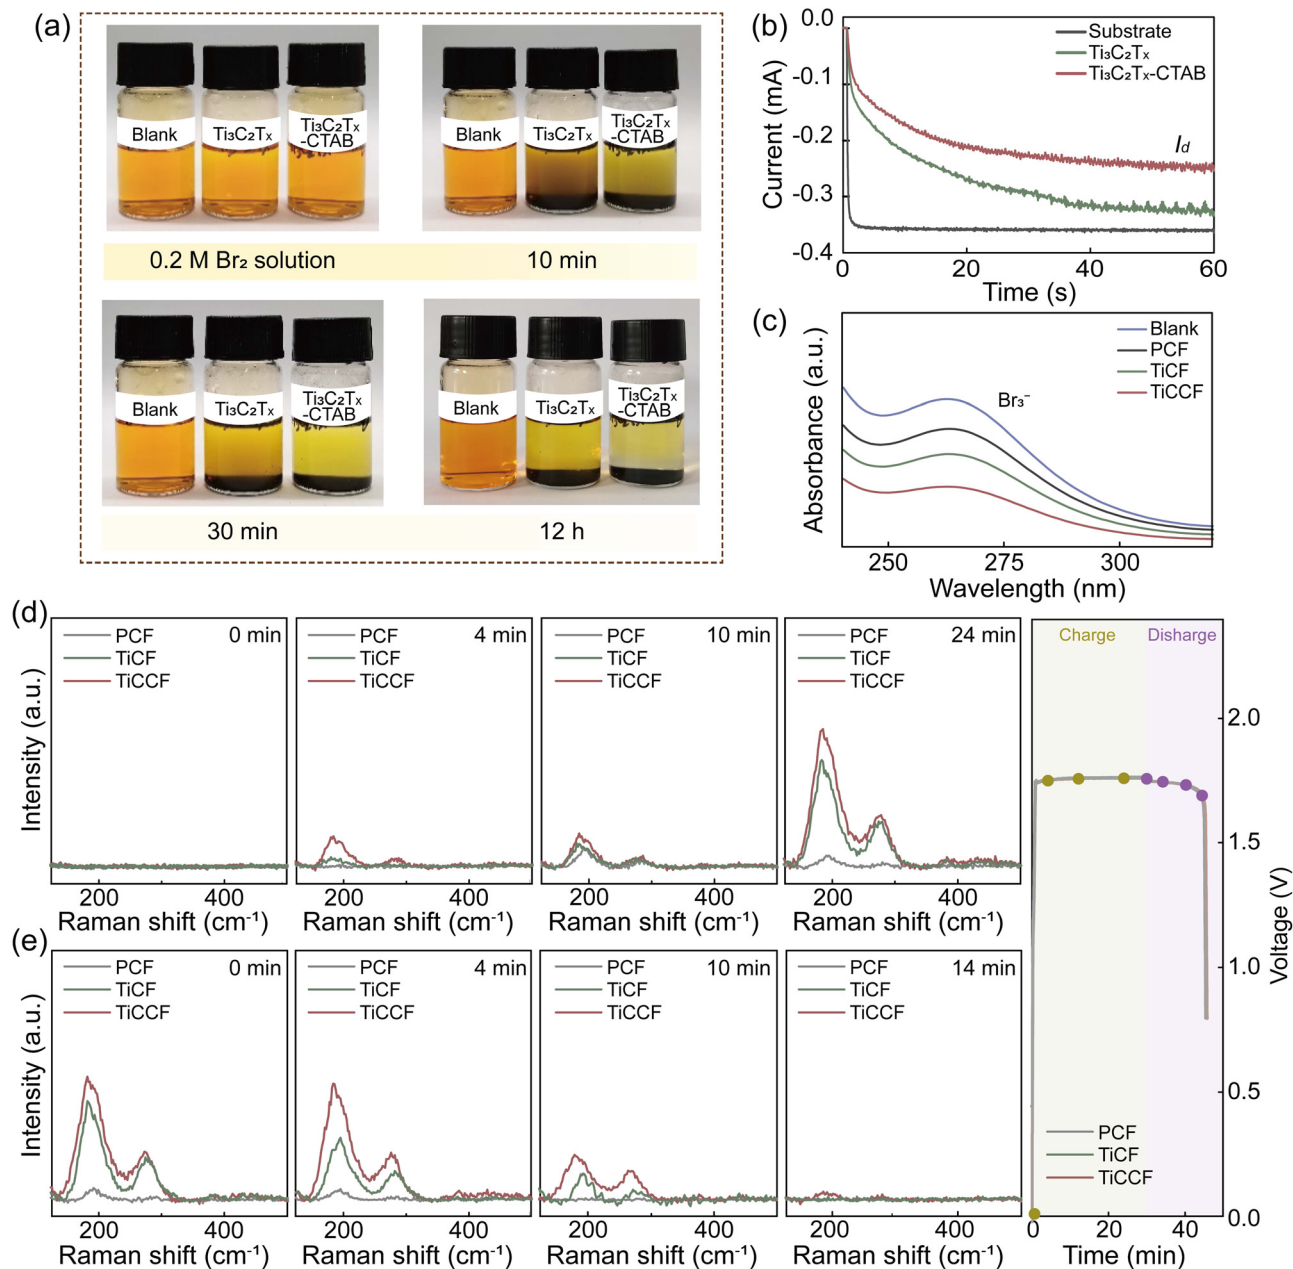 (a)
Blank
Ti₃C₂Tₓ
Ti₃C₂Tₓ
-CTAB
Blank
Ti₃C₂Tₓ
Ti₃C₂Tₓ
-CTAB
0.2 M Br₂ solution
10 min
Blank
Ti₃C₂Tₓ
Ti₃C₂Tₓ
-CTAB
Blank
Ti₃C₂Tₓ
Ti₃C₂Tₓ
-CTAB
30 min
12 h
(b)
Current (mA)
0.0
-0.1
-0.2
-0.3
-0.4
Substrate
Ti₃C₂Tₓ
Ti₃C₂Tₓ-CTAB
I_d
0
20
40
60
Time (s)
(c)
Absorbance (a.u.)
Blank
PCF
TiCF
TiCCF
Br₃⁻
250
275
300
Wavelength (nm)
(d)
Intensity (a.u.)
PCF
TiCF
TiCCF
0 min
200
400
Raman shift (cm⁻¹)
PCF
TiCF
TiCCF
4 min
200
400
Raman shift (cm⁻¹)
PCF
TiCF
TiCCF
10 min
200
400
Raman shift (cm⁻¹)
PCF
TiCF
TiCCF
24 min
200
400
Raman shift (cm⁻¹)
(e)
Intensity (a.u.)
PCF
TiCF
TiCCF
0 min
200
400
Raman shift (cm⁻¹)
PCF
TiCF
TiCCF
4 min
200
400
Raman shift (cm⁻¹)
PCF
TiCF
TiCCF
10 min
200
400
Raman shift (cm⁻¹)
PCF
TiCF
TiCCF
14 min
200
400
Raman shift (cm⁻¹)
Charge
Disharge
2.0
1.5
1.0
0.5
0.0
Voltage (V)
PCF
TiCF
TiCCF
0
20
40
Time (min)